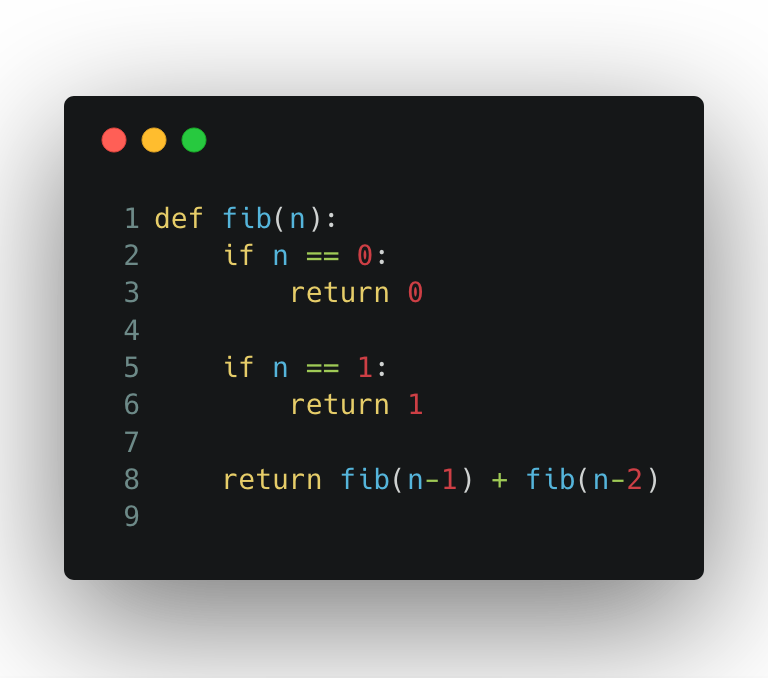 1 def fib(n):
2     if n == 0:
3         return 0
4
5     if n == 1:
6         return 1
7
8     return fib(n-1) + fib(n-2)
9